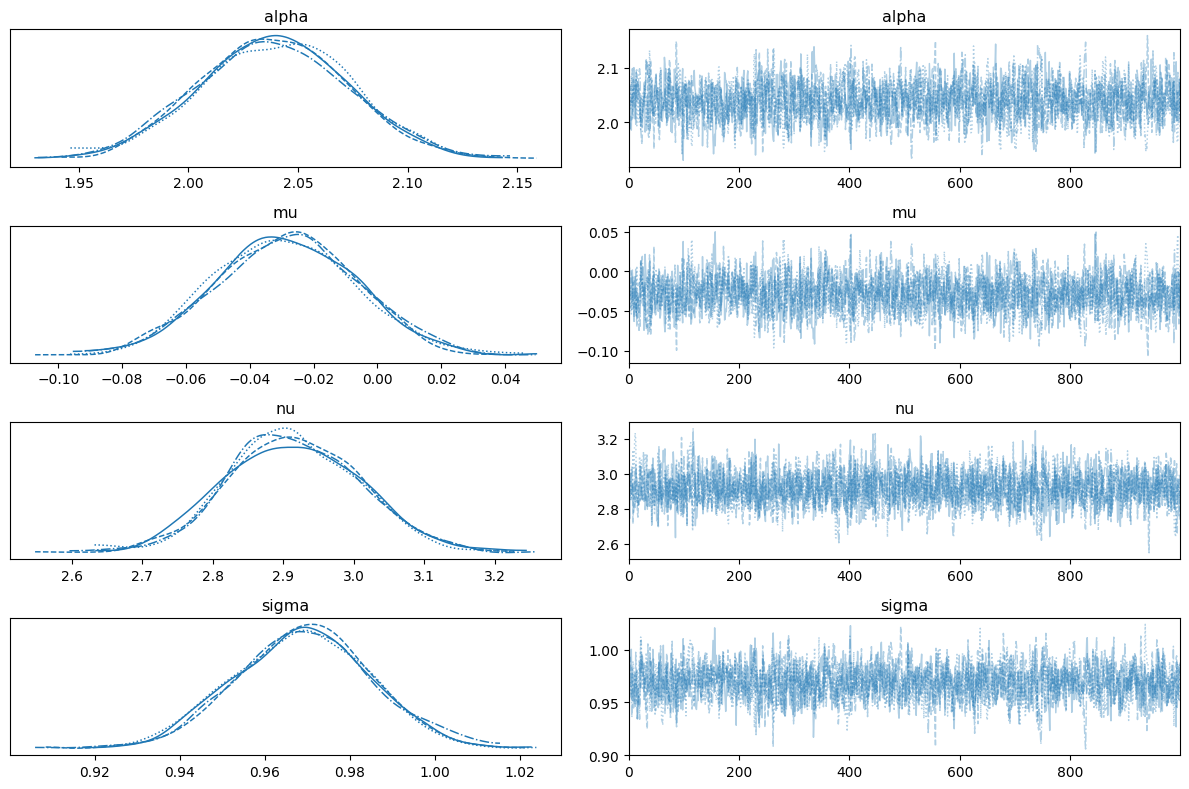 alpha
alpha
1.95 2.00 2.05 2.10 2.15
2.1
2.0
0 200 400 600 800
mu
mu
−0.10 −0.08 −0.06 −0.04 −0.02 0.00 0.02 0.04
0.05
0.00
−0.05
−0.10
0 200 400 600 800
nu
nu
2.6 2.7 2.8 2.9 3.0 3.1 3.2
3.2
3.0
2.8
2.6
0 200 400 600 800
sigma
sigma
0.92 0.94 0.96 0.98 1.00 1.02
1.00
0.95
0.90
0 200 400 600 800